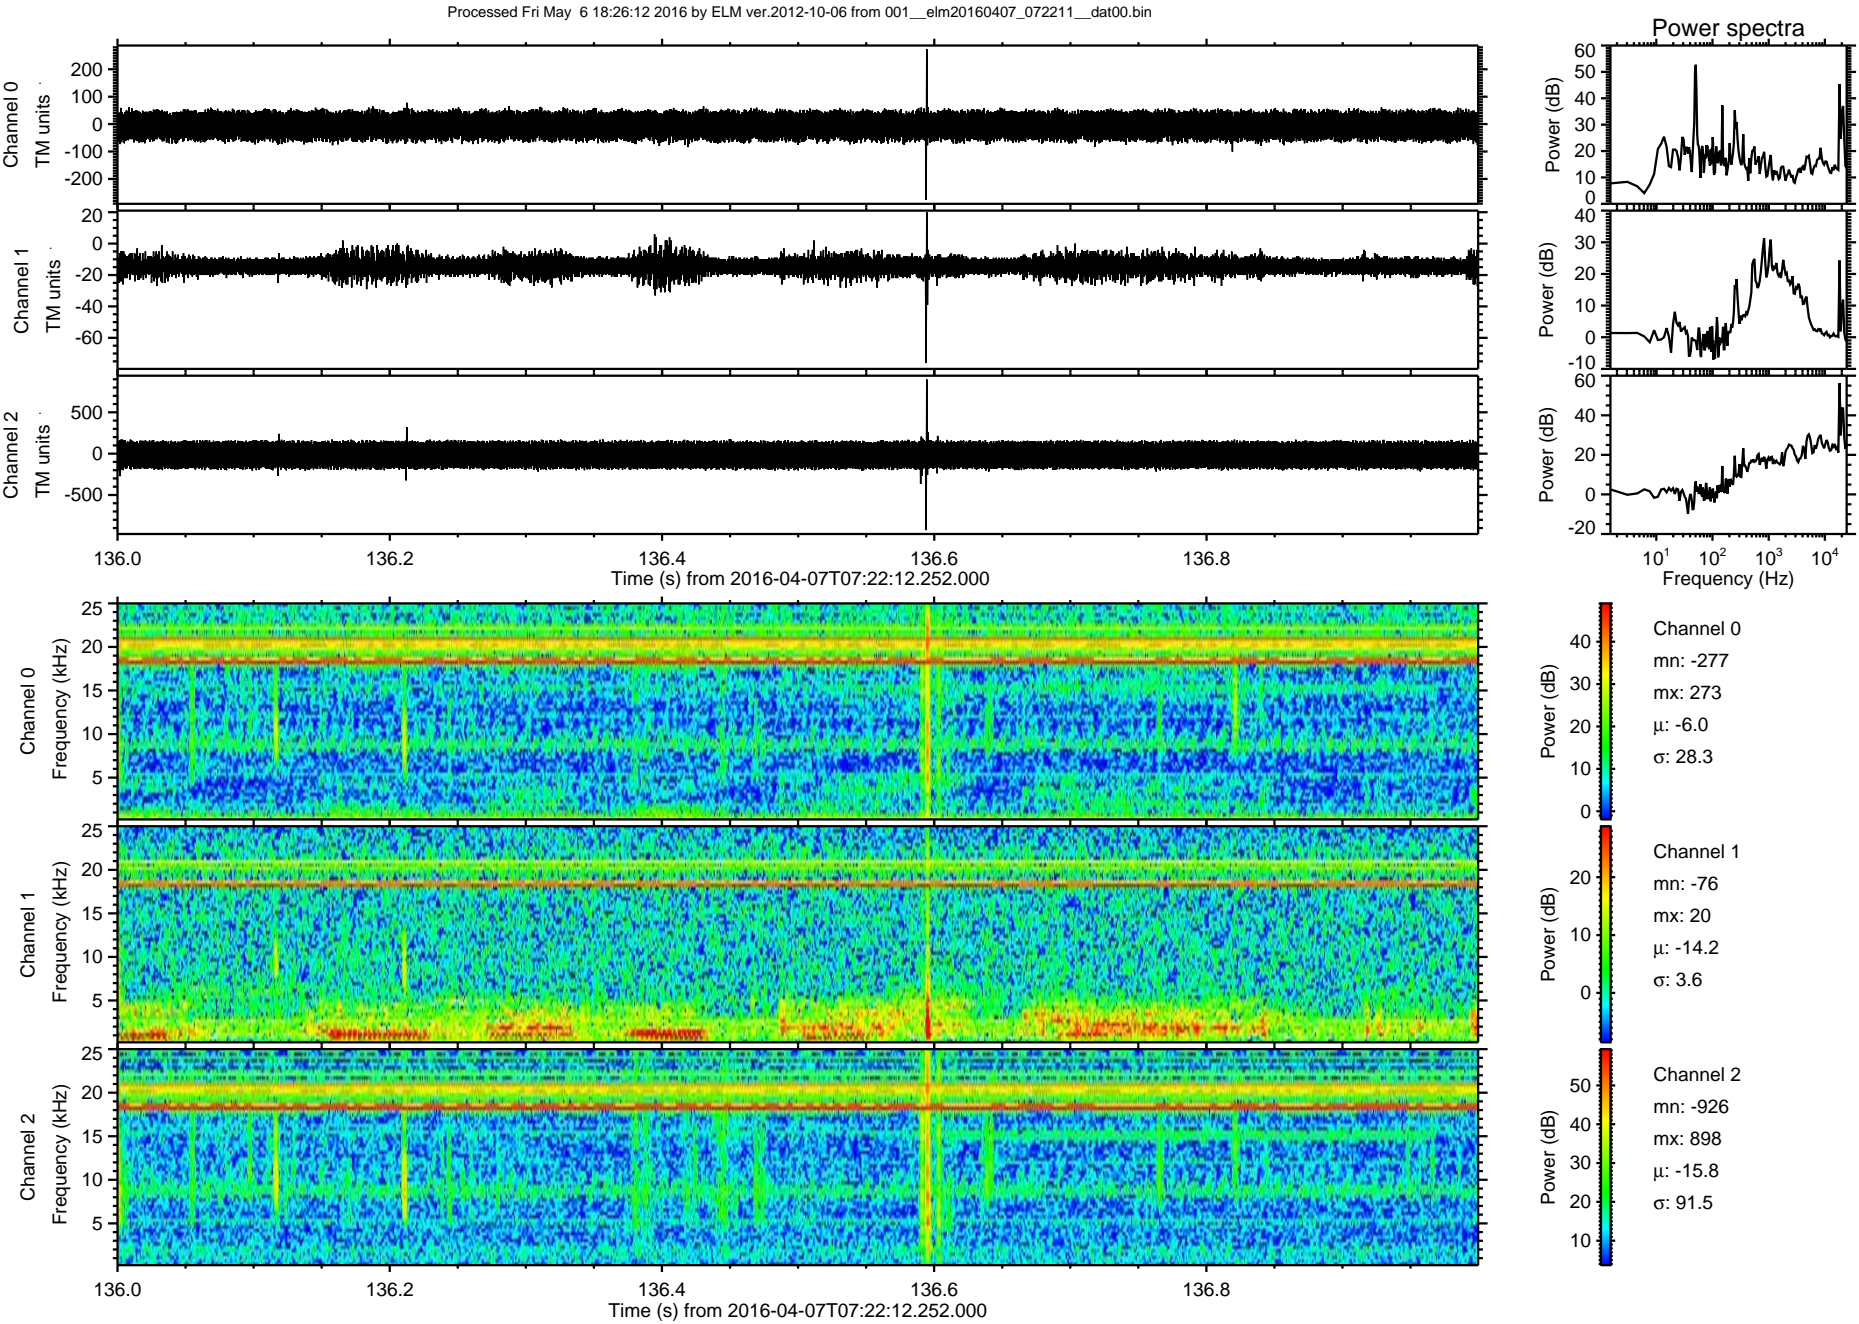 Processed Fri May  6 18:26:12 2016 by ELM ver.2012-10-06 from 001__elm20160407_072211__dat00.bin
Power spectra
Channel 0
TM units
200
100
0
-100
-200
Power (dB)
60
50
40
30
20
10
0
Channel 1
TM units
20
0
-20
-40
-60
Power (dB)
40
30
20
10
0
-10
Channel 2
TM units
500
0
-500
Power (dB)
60
40
20
0
-20
136.0 136.2 136.4 136.6 136.8
Time (s) from 2016-04-07T07:22:12.252.000
10¹ 10² 10³ 10⁴
Frequency (Hz)
Channel 0
Frequency (kHz)
25
20
15
10
5
Power (dB)
40
30
20
10
0
Channel 0
mn: -277
mx: 273
μ: -6.0
σ: 28.3
Channel 1
Frequency (kHz)
25
20
15
10
5
Power (dB)
20
10
0
Channel 1
mn: -76
mx: 20
μ: -14.2
σ: 3.6
Channel 2
Frequency (kHz)
25
20
15
10
5
Power (dB)
50
40
30
20
10
Channel 2
mn: -926
mx: 898
μ: -15.8
σ: 91.5
136.0 136.2 136.4 136.6 136.8
Time (s) from 2016-04-07T07:22:12.252.000